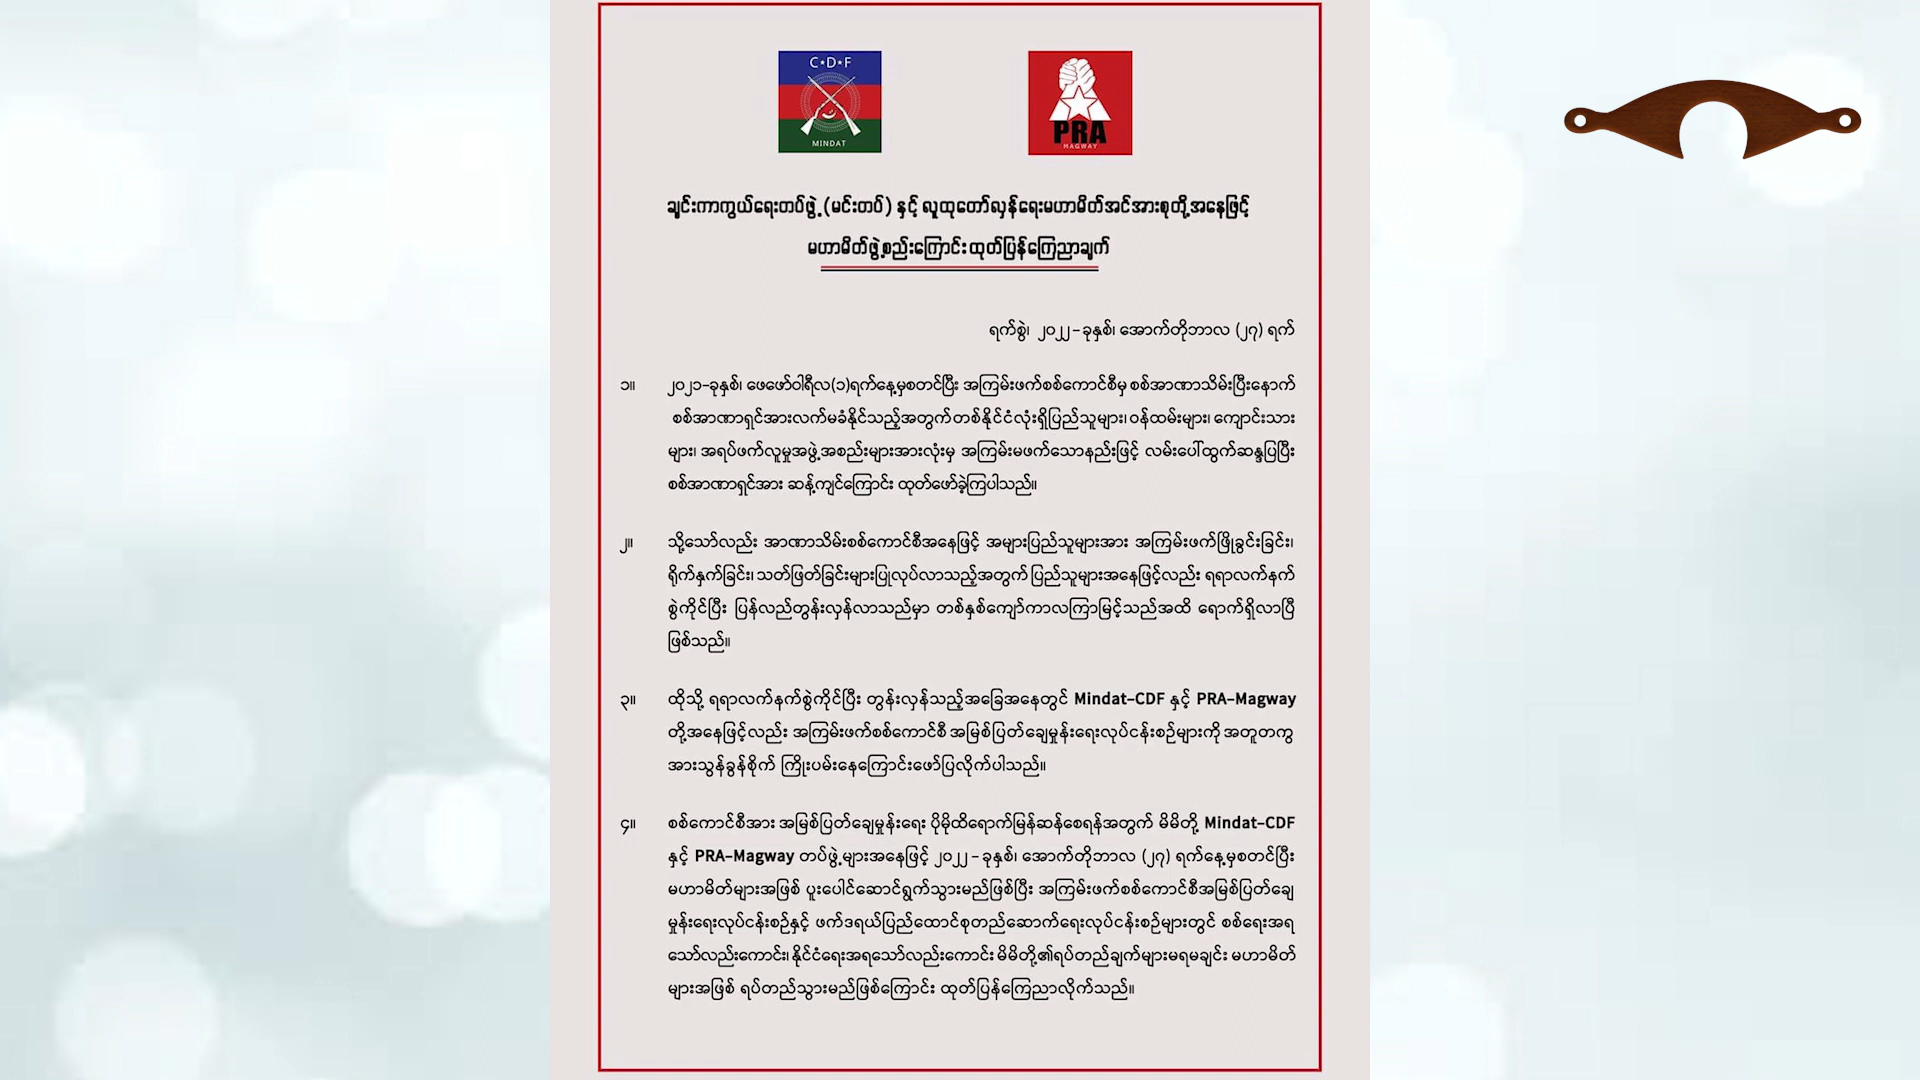 C★D★F
MINDAT
PRA
MAGWAY
ချင်းကာကွယ်ရေးတပ်ဖွဲ့ (မင်းတပ်) နှင့် လူထုတော်လှန်ရေးမဟာမိတ်အင်အားစုတို့အနေဖြင့်
မဟာမိတ်ဖွဲ့စည်းကြောင်း ထုတ်ပြန်ကြေညာချက်
ရက်စွဲ၊ ၂၀၂၂ – ခုနှစ်၊ အောက်တိုဘာလ (၂၇) ရက်
၁။ ၂၀၂၁–ခုနှစ်၊ ဖေဖော်ဝါရီလ(၁)ရက်နေ့မှစတင်ပြီး အကြမ်းဖက်စစ်ကောင်စီမှ စစ်အာဏာသိမ်းပြီးနောက်
စစ်အာဏာရှင်အားလက်မခံနိုင်သည့်အတွက် တစ်နိုင်ငံလုံးရှိပြည်သူများ၊ ဝန်ထမ်းများ၊ ကျောင်းသား
များ၊ အရပ်ဖက်လူမှုအဖွဲ့အစည်းများအားလုံးမှ အကြမ်းမဖက်သောနည်းဖြင့် လမ်းပေါ်ထွက်ဆန္ဒပြပြီး
စစ်အာဏာရှင်အား ဆန့်ကျင်ကြောင်း ထုတ်ဖော်ခဲ့ကြပါသည်။
၂။ သို့သော်လည်း အာဏာသိမ်းစစ်ကောင်စီအနေဖြင့် အများပြည်သူများအား အကြမ်းဖက်ဖြိုခွင်းခြင်း၊
ရိုက်နှက်ခြင်း၊ သတ်ဖြတ်ခြင်းများပြုလုပ်လာသည့်အတွက် ပြည်သူများအနေဖြင့်လည်း ရရာလက်နက်
စွဲကိုင်ပြီး ပြန်လည်တွန်းလှန်လာသည်မှာ တစ်နှစ်ကျော်ကာလကြာမြင့်သည်အထိ ရောက်ရှိလာပြီ
ဖြစ်သည်။
၃။ ထိုသို့ ရရာလက်နက်စွဲကိုင်ပြီး တွန်းလှန်သည့်အခြေအနေတွင် Mindat–CDF နှင့် PRA–Magway
တို့အနေဖြင့်လည်း အကြမ်းဖက်စစ်ကောင်စီ အမြစ်ပြတ်ချေမှုန်းရေးလုပ်ငန်းစဉ်များကို အတူတကွ
အားသွန်ခွန်စိုက် ကြိုးပမ်းနေကြောင်းဖော်ပြလိုက်ပါသည်။
၄။ စစ်ကောင်စီအား အမြစ်ပြတ်ချေမှုန်းရေး ပိုမိုထိရောက်မြန်ဆန်စေရန်အတွက် မိမိတို့ Mindat–CDF
နှင့် PRA–Magway တပ်ဖွဲ့များအနေဖြင့် ၂၀၂၂ – ခုနှစ်၊ အောက်တိုဘာလ (၂၇) ရက်နေ့မှစတင်ပြီး
မဟာမိတ်များအဖြစ် ပူးပေါင်ဆောင်ရွက်သွားမည်ဖြစ်ပြီး အကြမ်းဖက်စစ်ကောင်စီအမြစ်ပြတ်ချေ
မှုန်းရေးလုပ်ငန်းစဉ်နှင့် ဖက်ဒရယ်ပြည်ထောင်စုတည်ဆောက်ရေးလုပ်ငန်းစဉ်များတွင် စစ်ရေးအရ
သော်လည်းကောင်း၊ နိုင်ငံရေးအရသော်လည်းကောင်း မိမိတို့၏ရပ်တည်ချက်များမရမချင်း မဟာမိတ်
များအဖြစ် ရပ်တည်သွားမည်ဖြစ်ကြောင်း ထုတ်ပြန်ကြေညာလိုက်သည်။